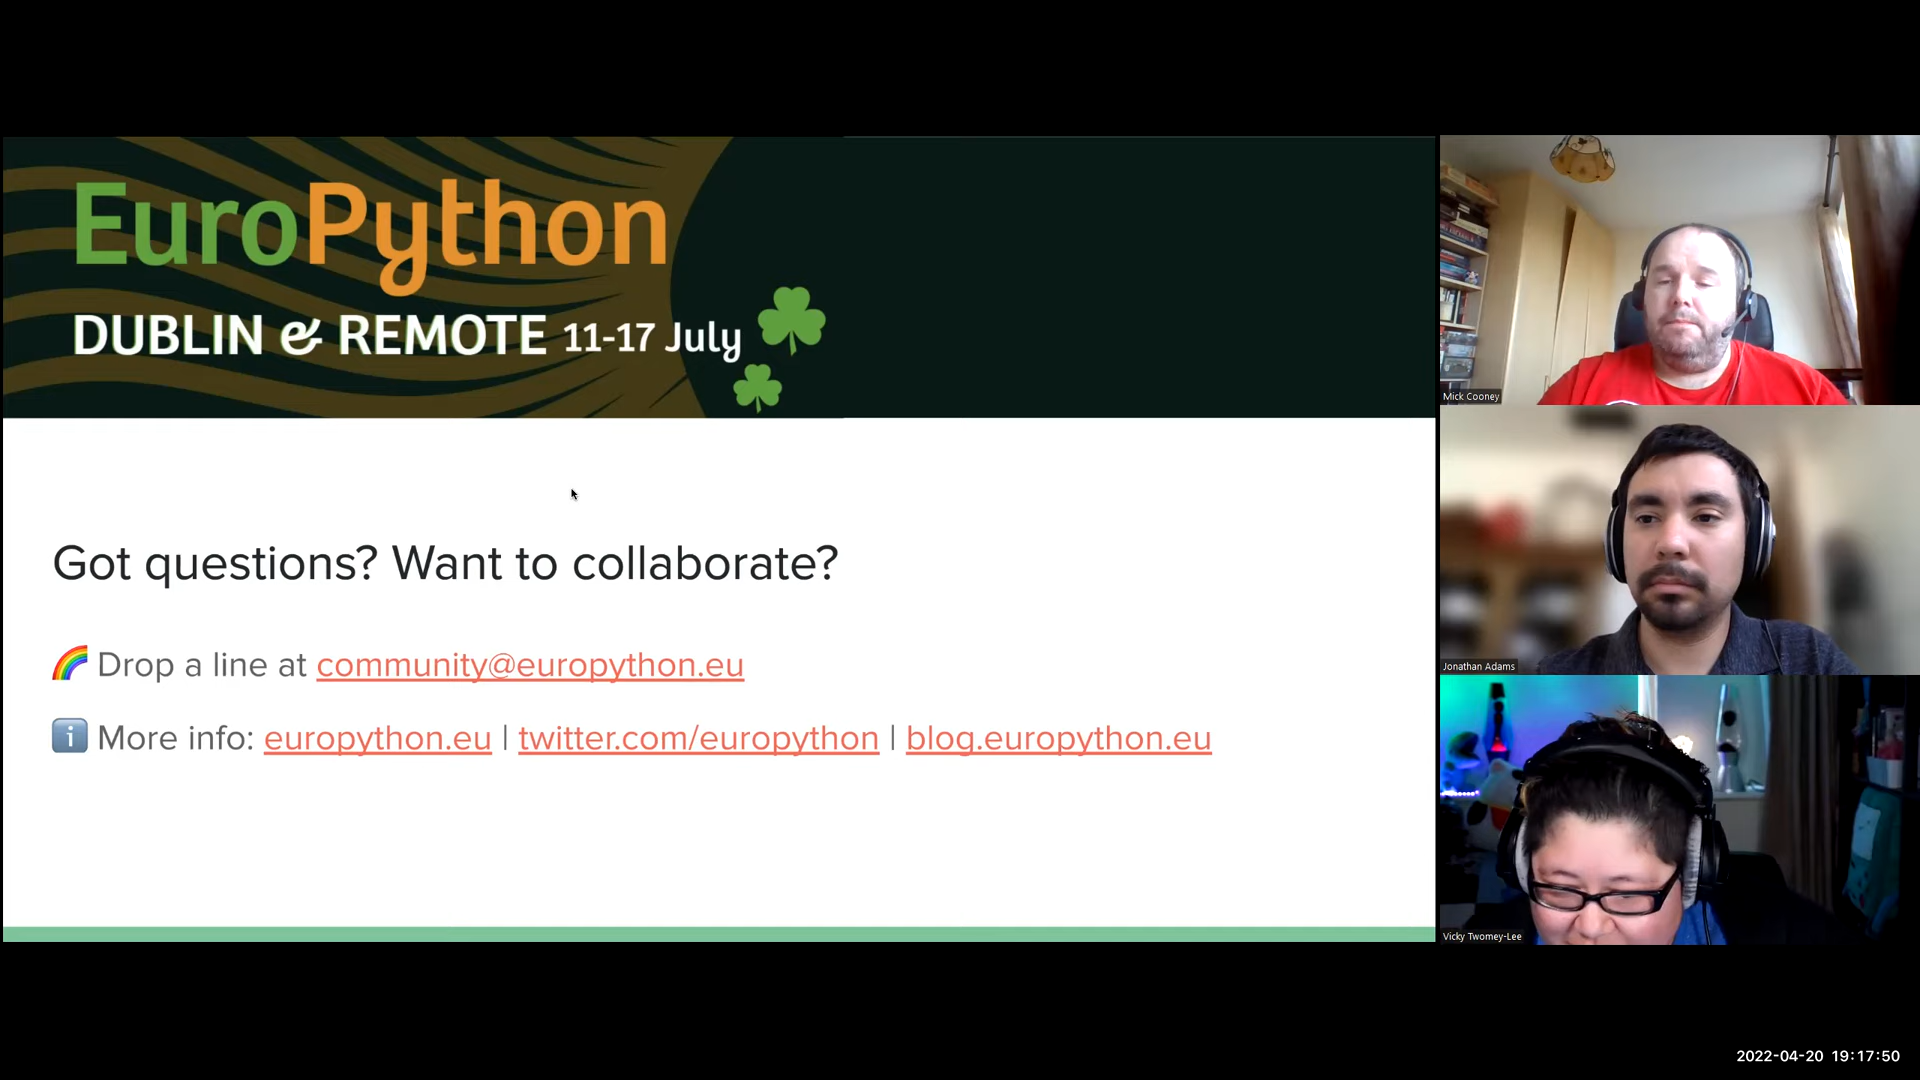 EuroPython
DUBLIN & REMOTE 11-17 July
Got questions? Want to collaborate?
Drop a line at community@europython.eu
More info: europython.eu | twitter.com/europython | blog.europython.eu
Mick Cooney
Jonathan Adams
Vicky Twomey-Lee
2022-04-20 19:17:50